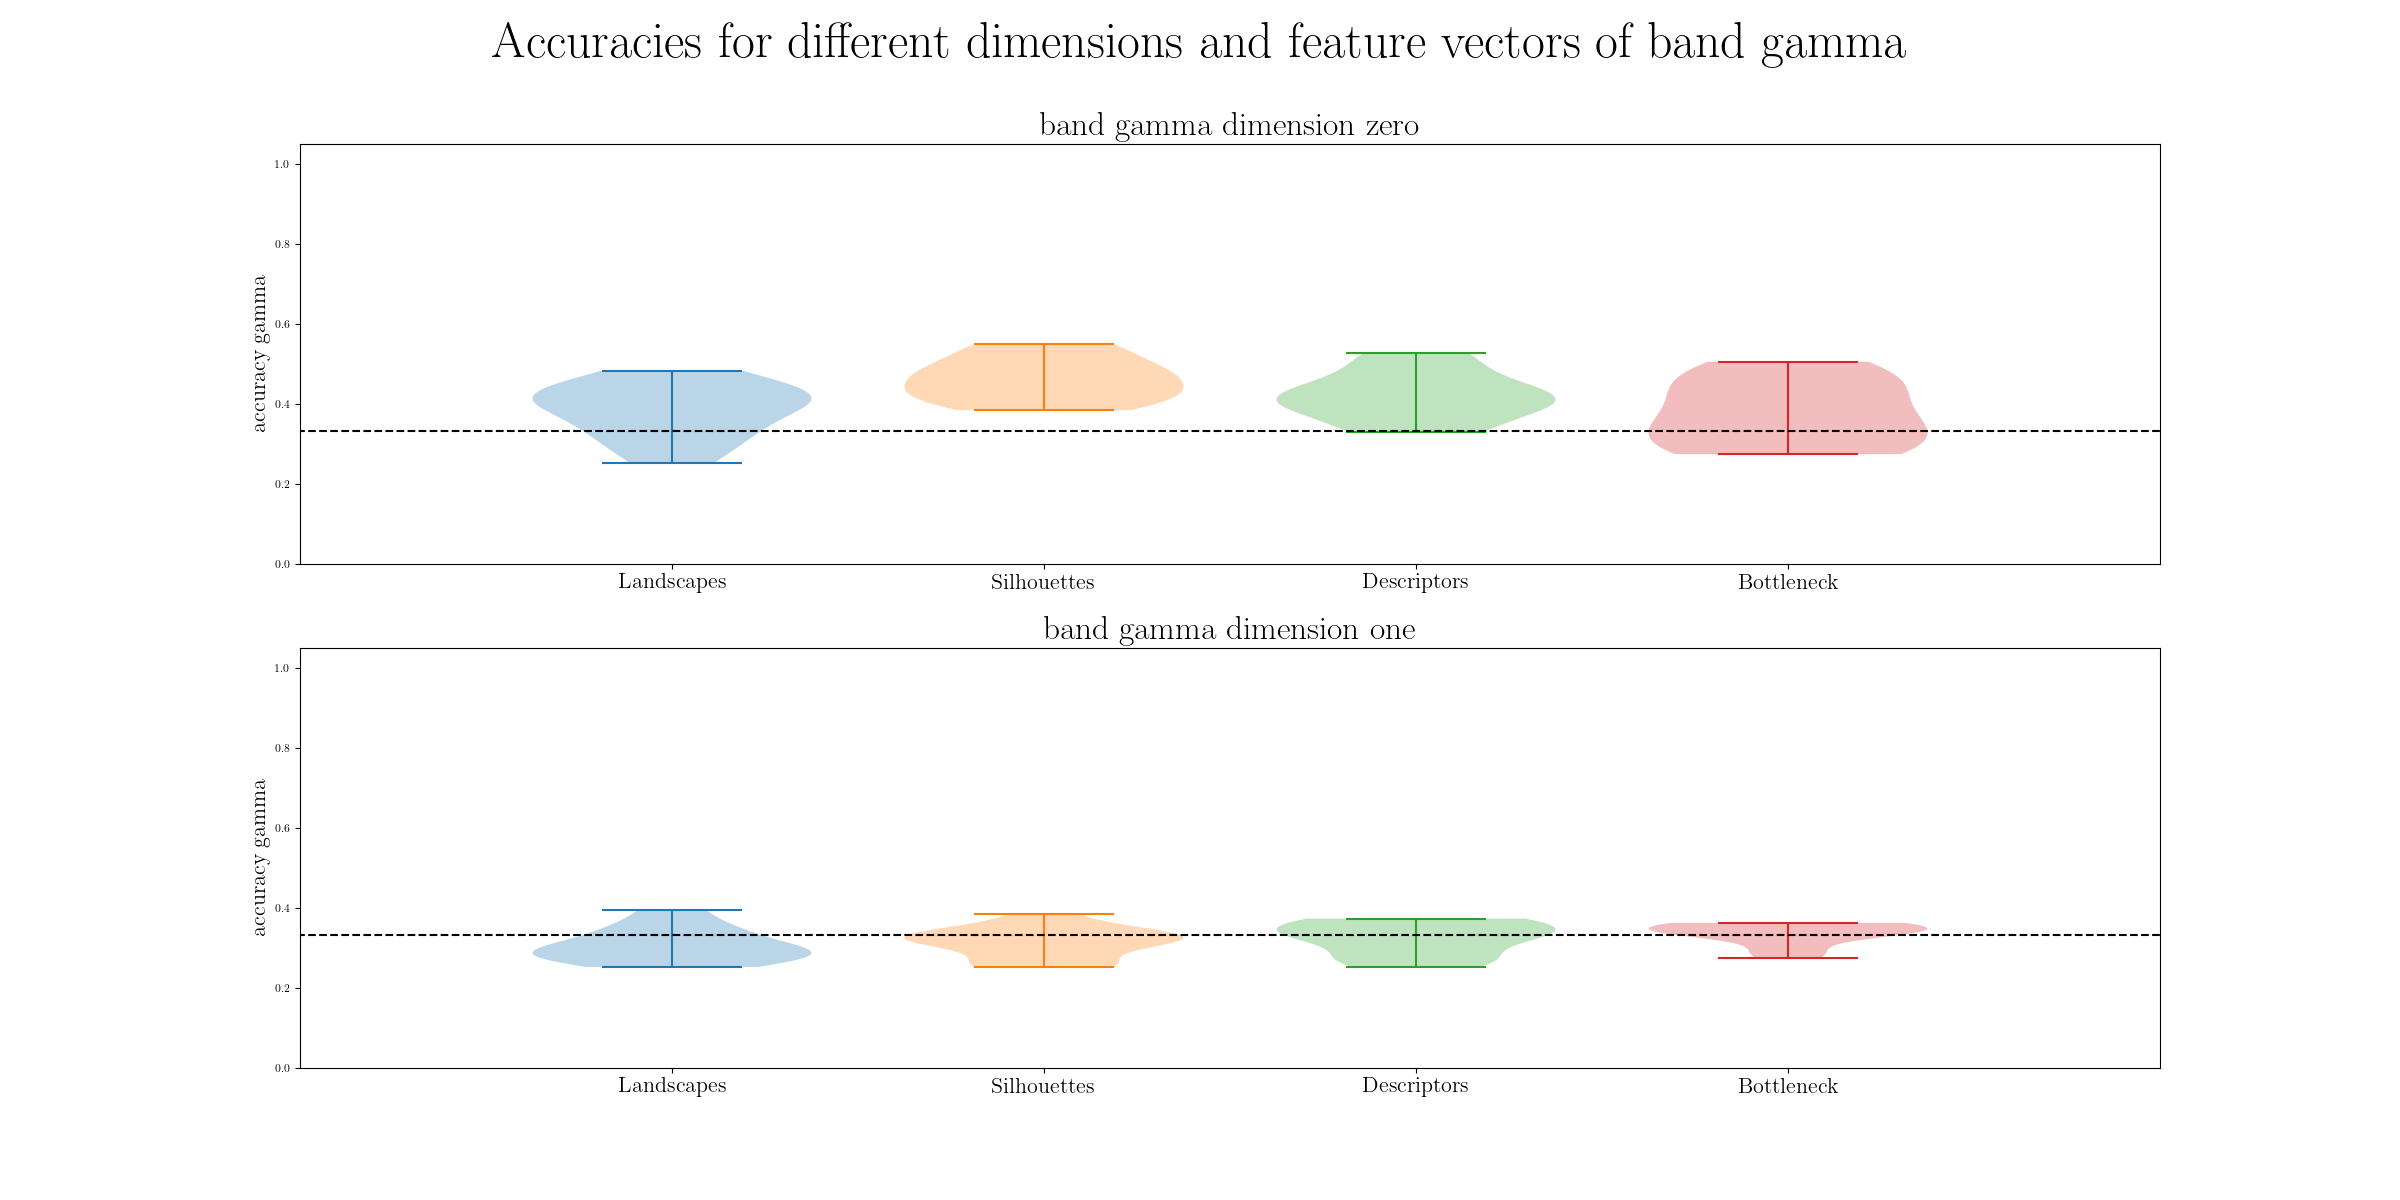 Accuracies for different dimensions and feature vectors of band gamma
band gamma dimension zero
accuracy gamma
1.0
0.8
0.6
0.4
0.2
0.0
Landscapes Silhouettes Descriptors Bottleneck
band gamma dimension one
accuracy gamma
1.0
0.8
0.6
0.4
0.2
0.0
Landscapes Silhouettes Descriptors Bottleneck